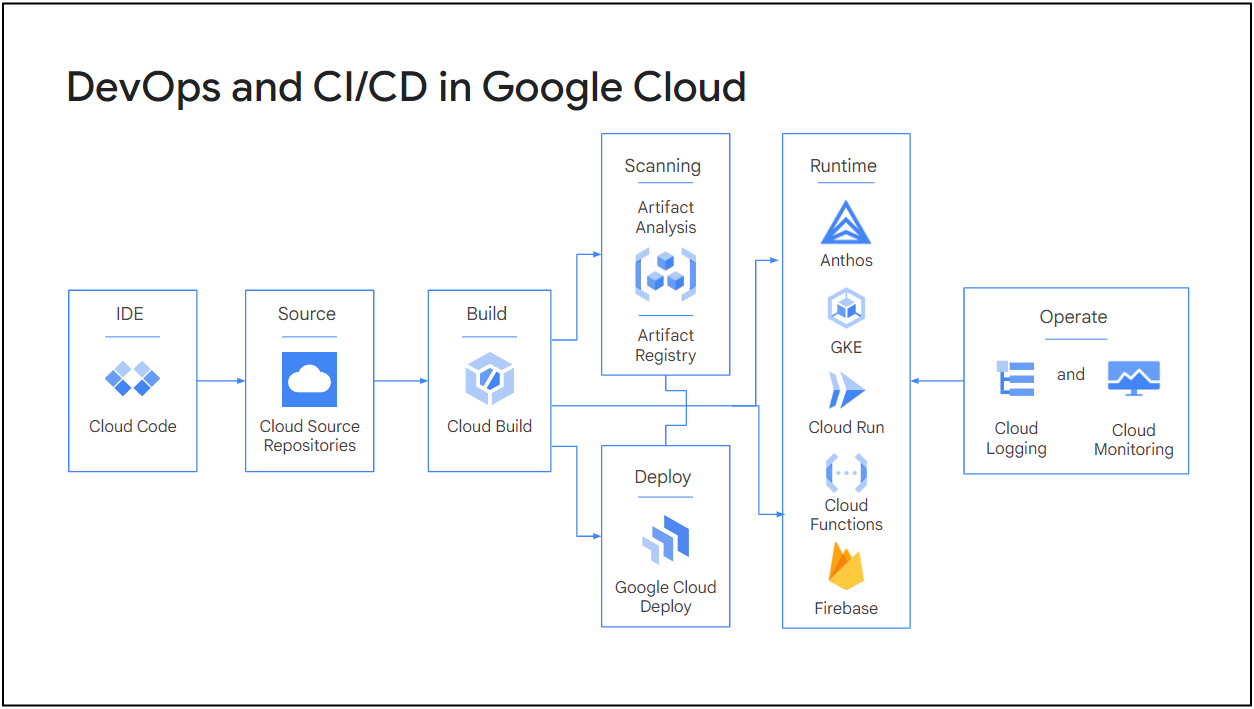 DevOps and CI/CD in Google Cloud
IDE
Cloud Code
Source
Cloud Source
Repositories
Build
Cloud Build
Scanning
Artifact
Analysis
Artifact
Registry
Deploy
Google Cloud
Deploy
Runtime
Anthos
GKE
Cloud Run
Cloud
Functions
Firebase
Operate
and
Cloud
Logging
Cloud
Monitoring